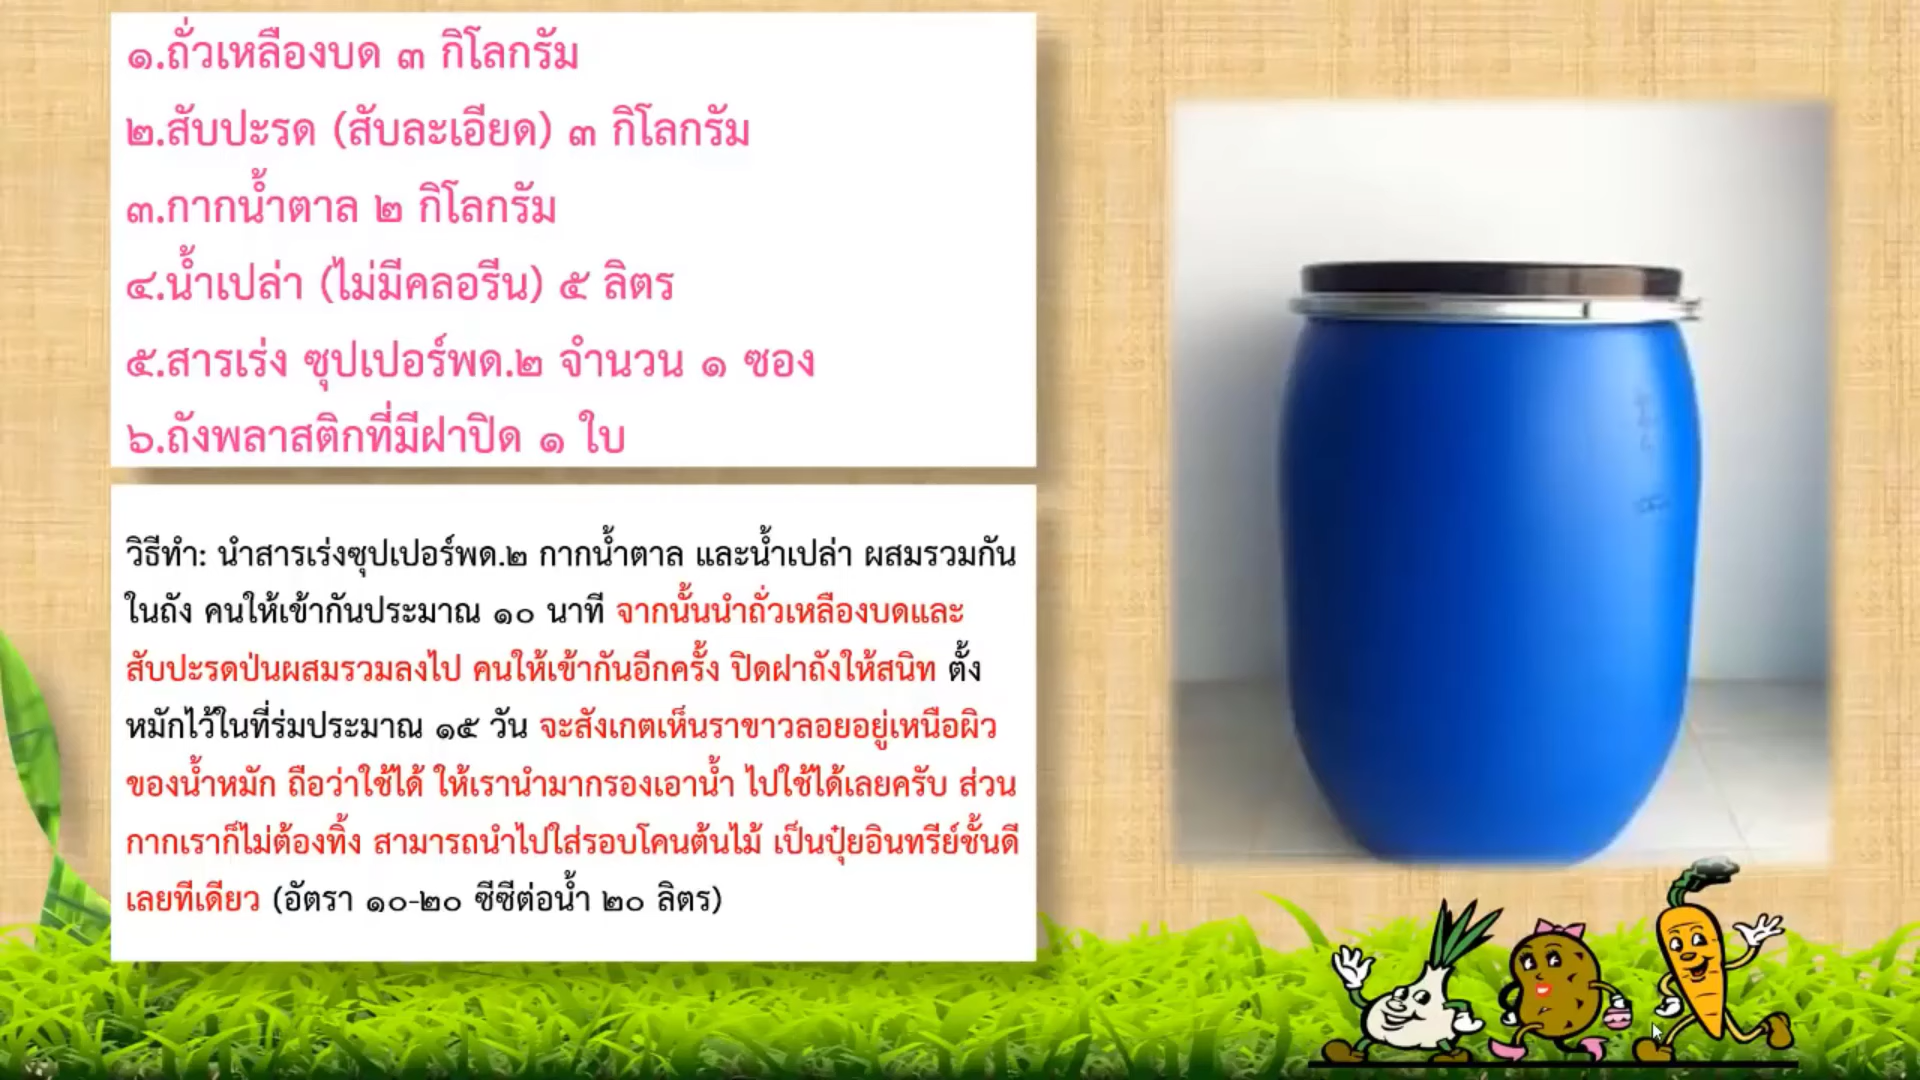 ๑.ถั่วเหลืองบด ๓ กิโลกรัม
๒.สับปะรด (สับละเอียด) ๓ กิโลกรัม
๓.กากน้ำตาล ๒ กิโลกรัม
๔.น้ำเปล่า (ไม่มีคลอรีน) ๕ ลิตร
๕.สารเร่ง ซุปเปอร์พด.๒ จำนวน ๑ ซอง
๖.ถังพลาสติกที่มีฝาปิด ๑ ใบ
วิธีทำ: นำสารเร่งซุปเปอร์พด.๒ กากน้ำตาล และน้ำเปล่า ผสมรวมกัน
ในถัง คนให้เข้ากันประมาณ ๑๐ นาที จากนั้นนำถั่วเหลืองบดและ
สับปะรดป่นผสมรวมลงไป คนให้เข้ากันอีกครั้ง ปิดฝาถังให้สนิท ตั้ง
หมักไว้ในที่ร่มประมาณ ๑๕ วัน จะสังเกตเห็นราขาวลอยอยู่เหนือผิว
ของน้ำหมัก ถือว่าใช้ได้ ให้เรานำมากรองเอาน้ำ ไปใช้ได้เลยครับ ส่วน
กากเราก็ไม่ต้องทิ้ง สามารถนำไปใส่รอบโคนต้นไม้ เป็นปุ๋ยอินทรีย์ชั้นดี
เลยทีเดียว (อัตรา ๑๐-๒๐ ซีซีต่อน้ำ ๒๐ ลิตร)